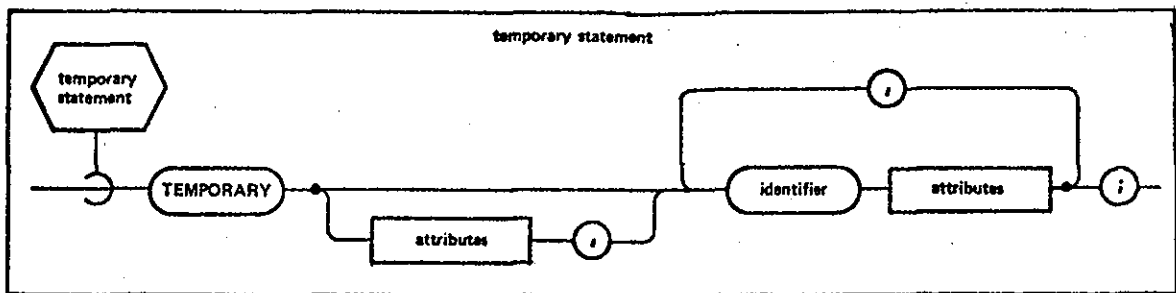 temporary statement
temporary
statement
,
TEMPORARY
identifier
attributes
;
attributes
,